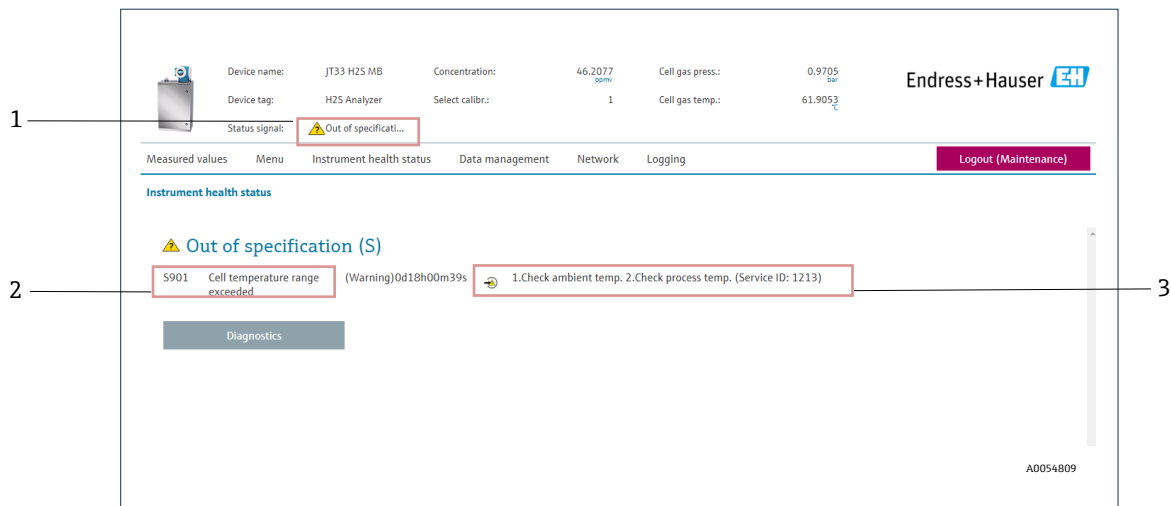 Device name: JT33 H2S MB Concentration: 46.2077 ppmv Cell gas press.: 0.9705 bar
Endress+Hauser EH
Device tag: H2S Analyzer Select calibr.: 1 Cell gas temp.: 61.9053 °C
1
Status signal: Out of specificati...
Measured values Menu Instrument health status Data management Network Logging Logout (Maintenance)
Instrument health status
Out of specification (S)
S901 Cell temperature range exceeded (Warning)0d18h00m39s 1.Check ambient temp. 2.Check process temp. (Service ID: 1213)
2
3
Diagnostics
A0054809